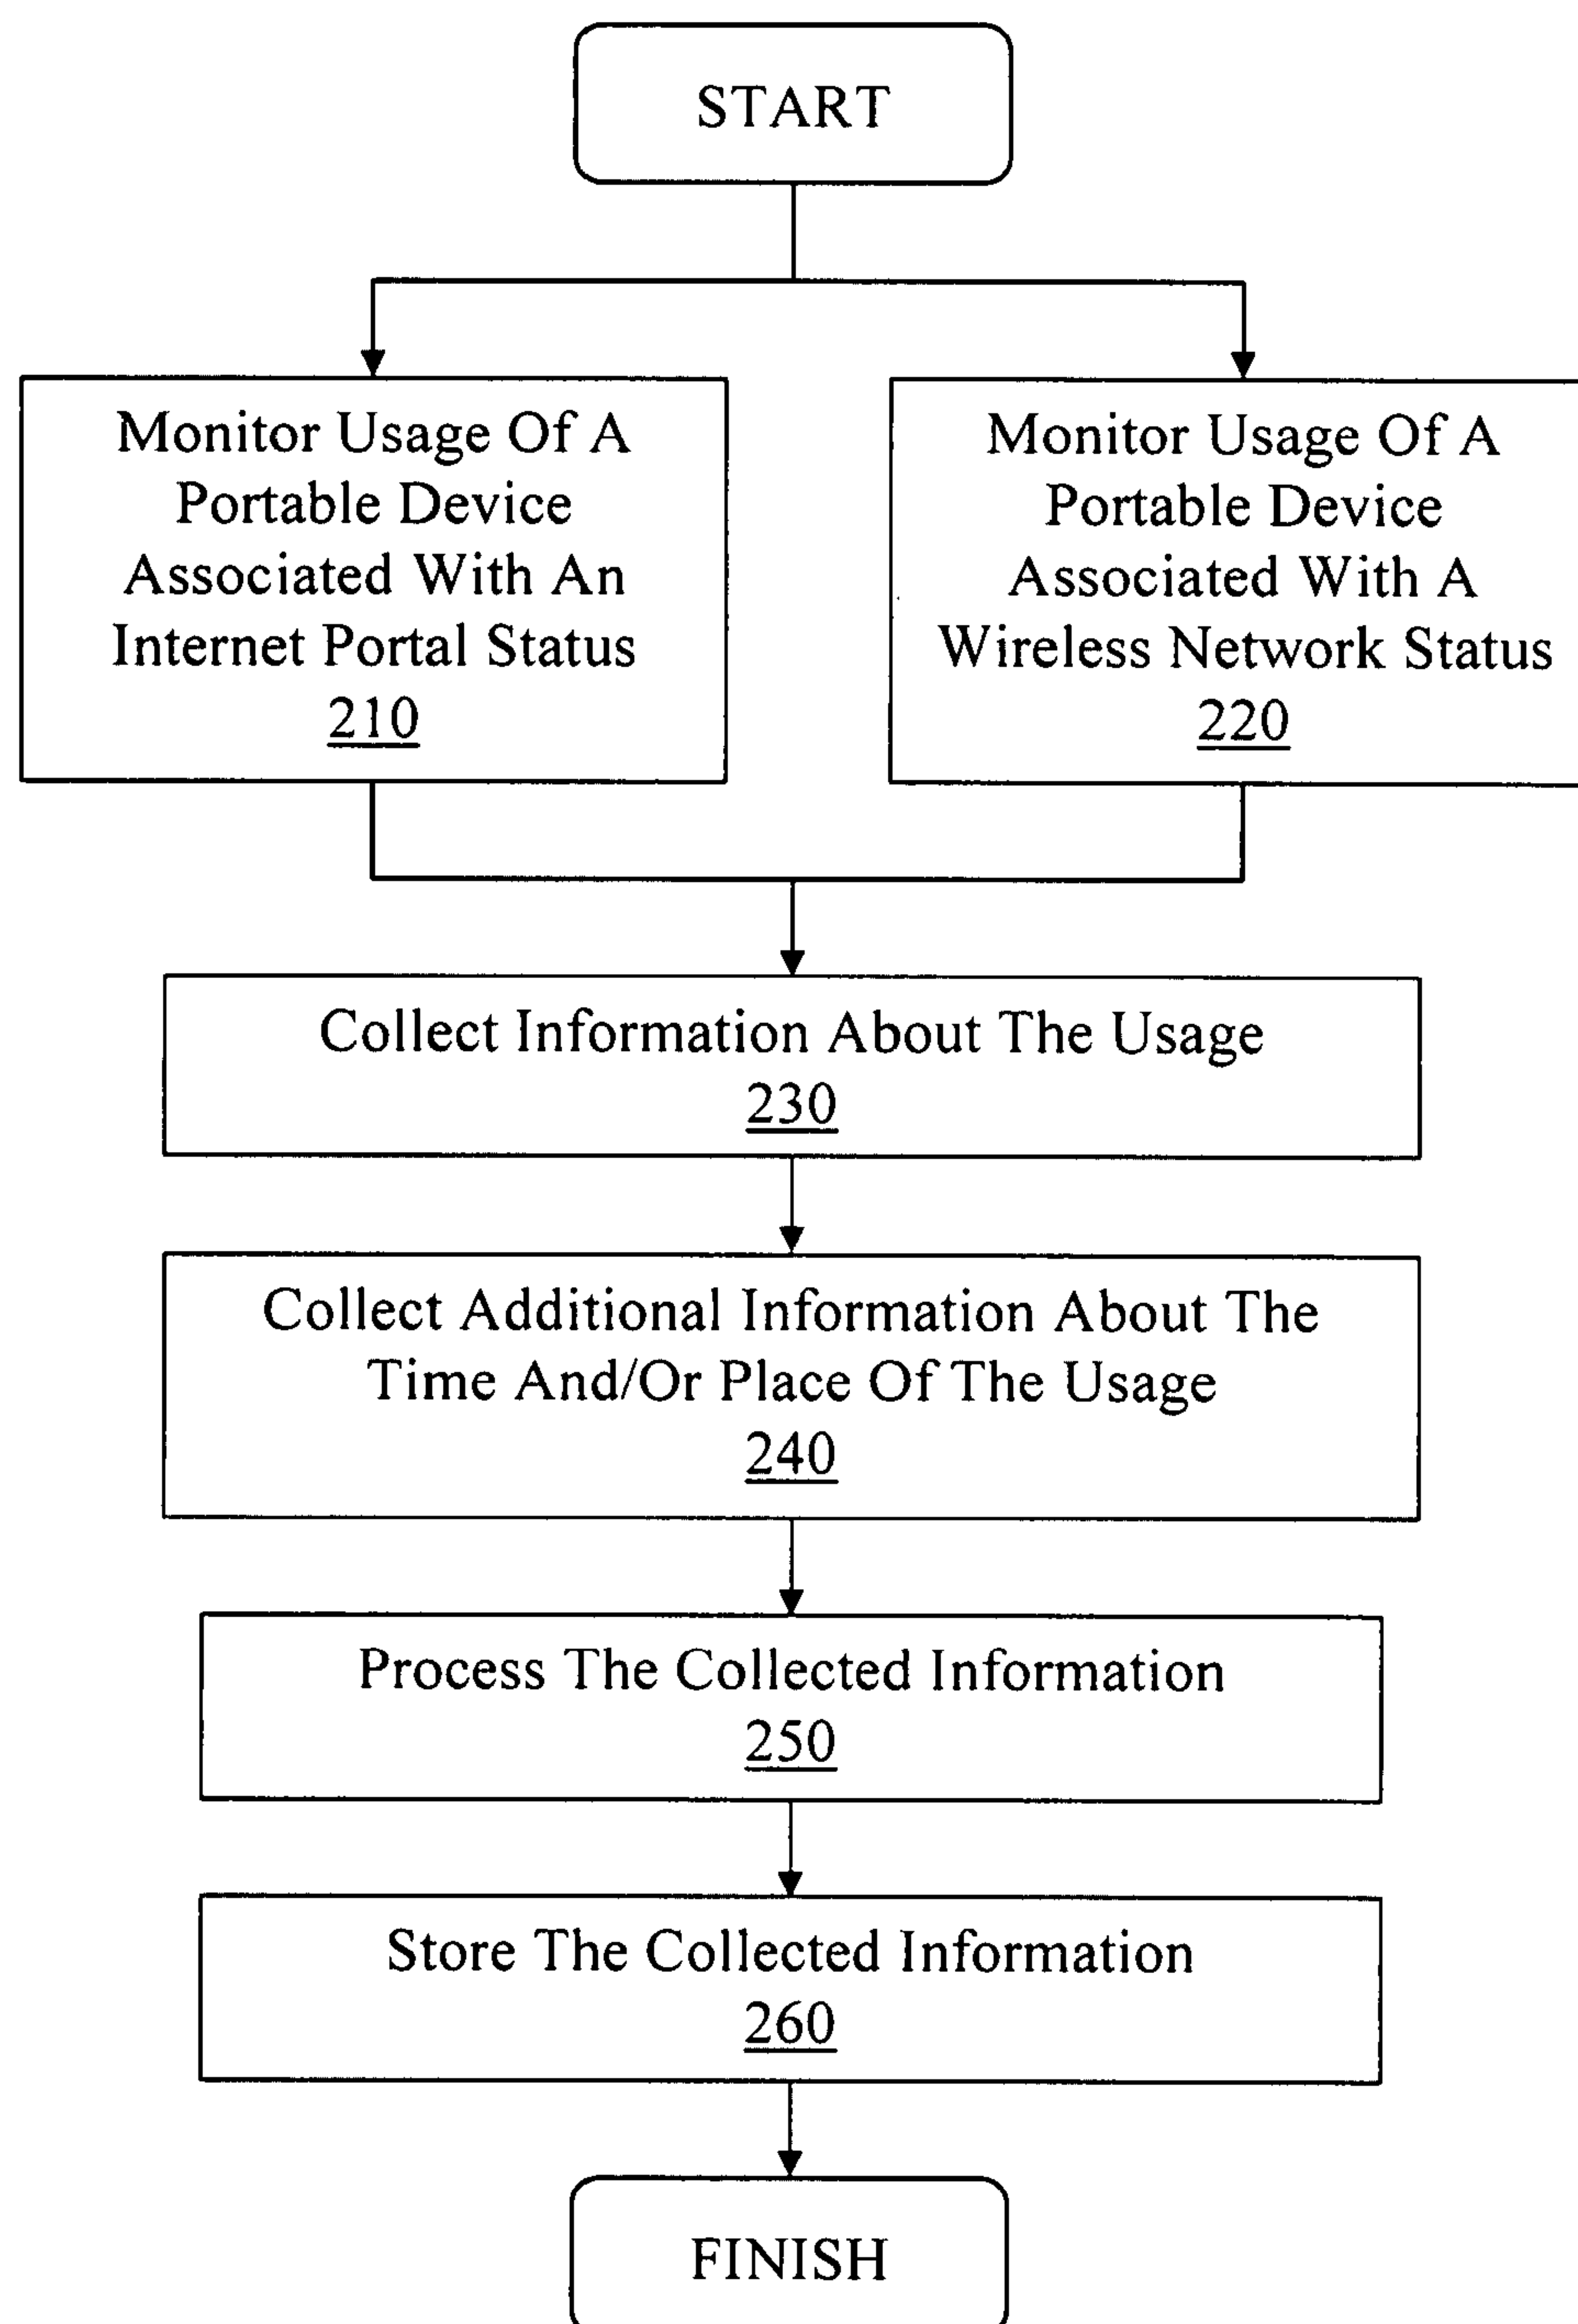 START
Monitor Usage Of A
Portable Device
Associated With An
Internet Portal Status
210
Monitor Usage Of A
Portable Device
Associated With A
Wireless Network Status
220
Collect Information About The Usage
230
Collect Additional Information About The
Time And/Or Place Of The Usage
240
Process The Collected Information
250
Store The Collected Information
260
FINISH